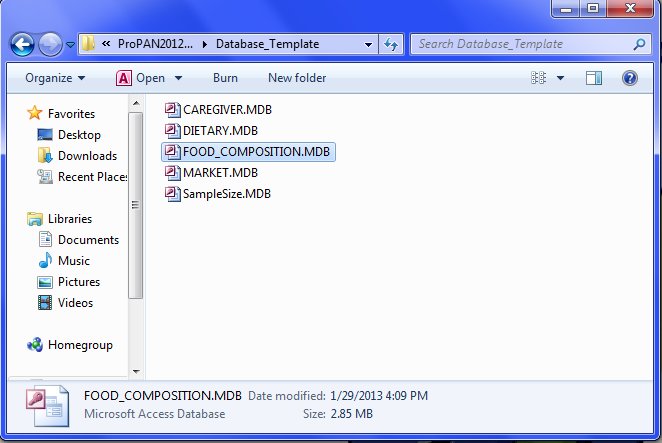 « ProPAN2012... ▸ Database_Template
Search Database_Template
Organize Open Burn New folder
Favorites
Desktop
Downloads
Recent Places
Libraries
Documents
Music
Pictures
Videos
Homegroup
CAREGIVER.MDB
DIETARY.MDB
FOOD_COMPOSITION.MDB
MARKET.MDB
SampleSize.MDB
FOOD_COMPOSITION.MDB Date modified: 1/29/2013 4:09 PM
Microsoft Access Database Size: 2.85 MB